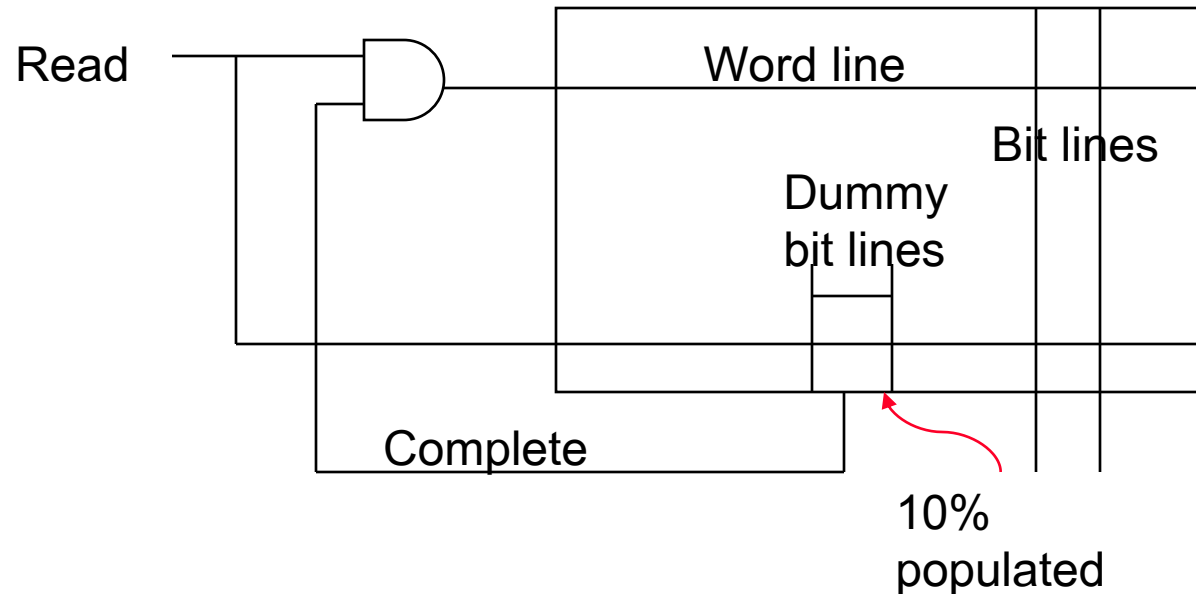 Read
Word line
Bit lines
Dummy
bit lines
Complete
10%
populated